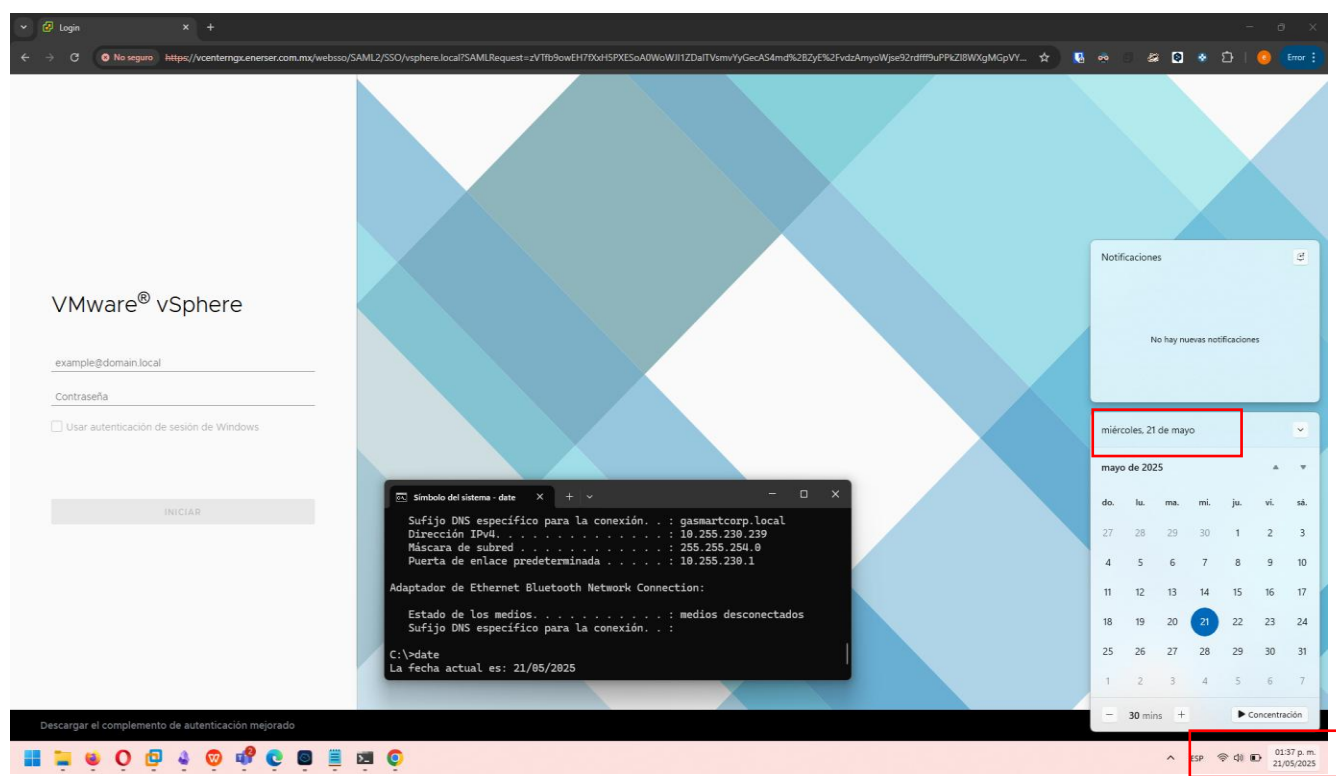 Login
No seguro https://vcenterngx.enerser.com.mx/websso/SAML2/SSO/vsphere.local?SAMLRequest=
Error
VMware® vSphere
example@domain.local
Contraseña
Usar autenticación de sesión de Windows
INICIAR
Descargar el complemento de autenticación mejorado
Símbolo del sistema - date
Sufijo DNS específico para la conexión. . : gasmartcorp.local
Dirección IPv4. . . . . . . . . . . . . . : 10.255.230.239
Máscara de subred . . . . . . . . . . . . : 255.255.254.0
Puerta de enlace predeterminada . . . . . : 10.255.230.1
Adaptador de Ethernet Bluetooth Network Connection:
Estado de los medios. . . . . . . . . . . : medios desconectados
Sufijo DNS específico para la conexión. . :
C:\>date
La fecha actual es: 21/05/2025
Notificaciones
No hay nuevas notificaciones
miércoles, 21 de mayo
mayo de 2025
do. lu. ma. mi. ju. vi. sá.
27 28 29 30 1 2 3
4 5 6 7 8 9 10
11 12 13 14 15 16 17
18 19 20 21 22 23 24
25 26 27 28 29 30 31
1 2 3 4 5 6 7
30 mins Concentración
2
ESP 01:37 p. m.
21/05/2025